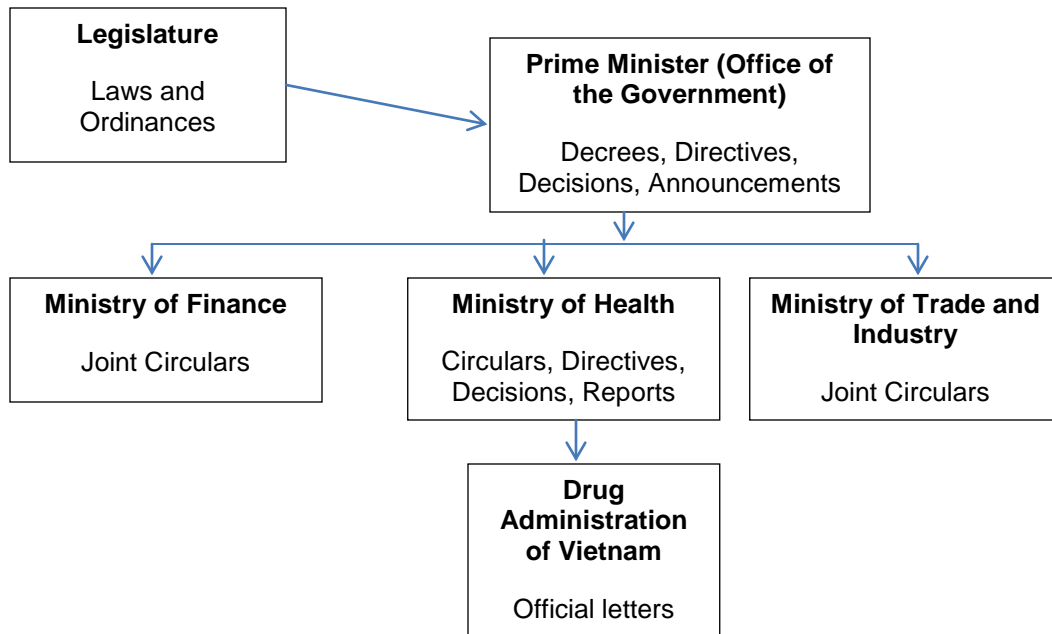 Legislature
Laws and
Ordinances
Prime Minister (Office of
the Government)
Decrees, Directives,
Decisions, Announcements
Ministry of Finance
Joint Circulars
Ministry of Health
Circulars, Directives,
Decisions, Reports
Ministry of Trade and
Industry
Joint Circulars
Drug
Administration
of Vietnam
Official letters